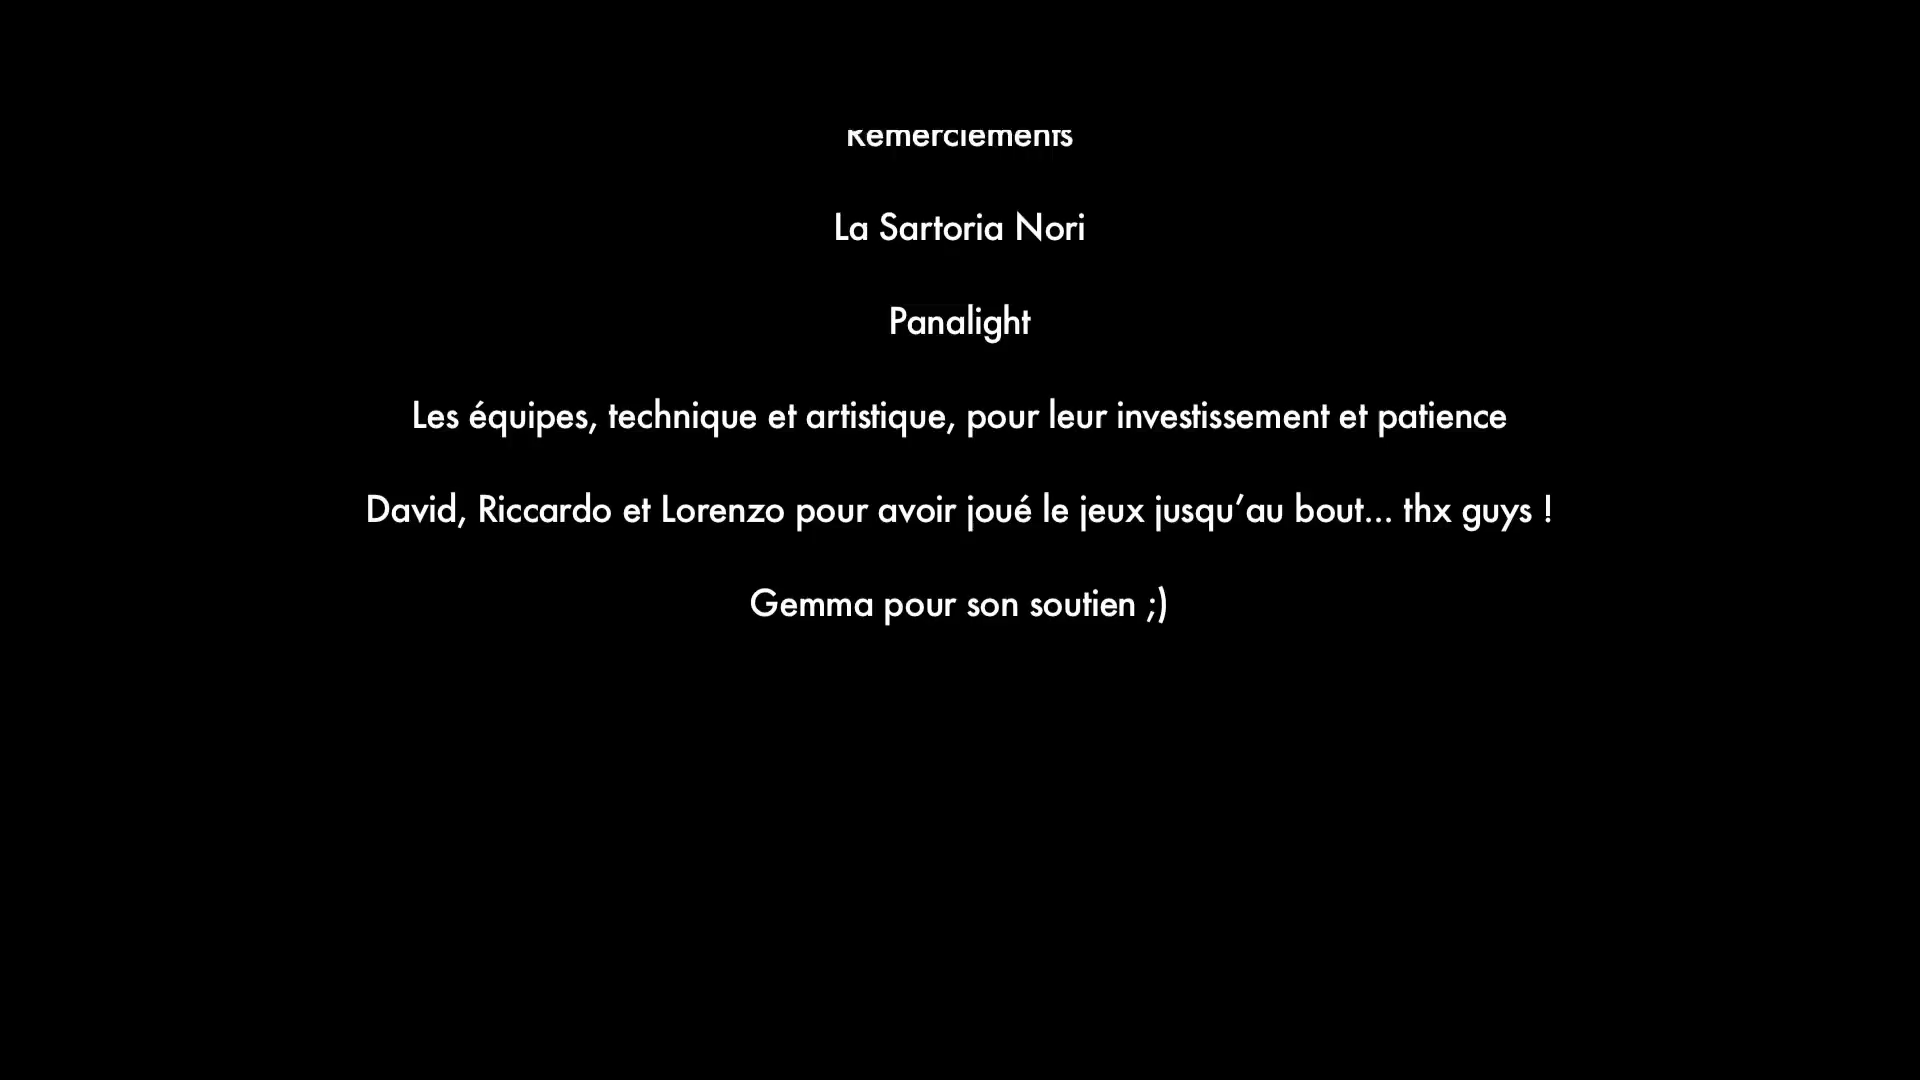 Remerciements
La Sartoria Nori
Panalight
Les équipes, technique et artistique, pour leur investissement et patience
David, Riccardo et Lorenzo pour avoir joué le jeux jusqu’au bout... thx guys !
Gemma pour son soutien ;)